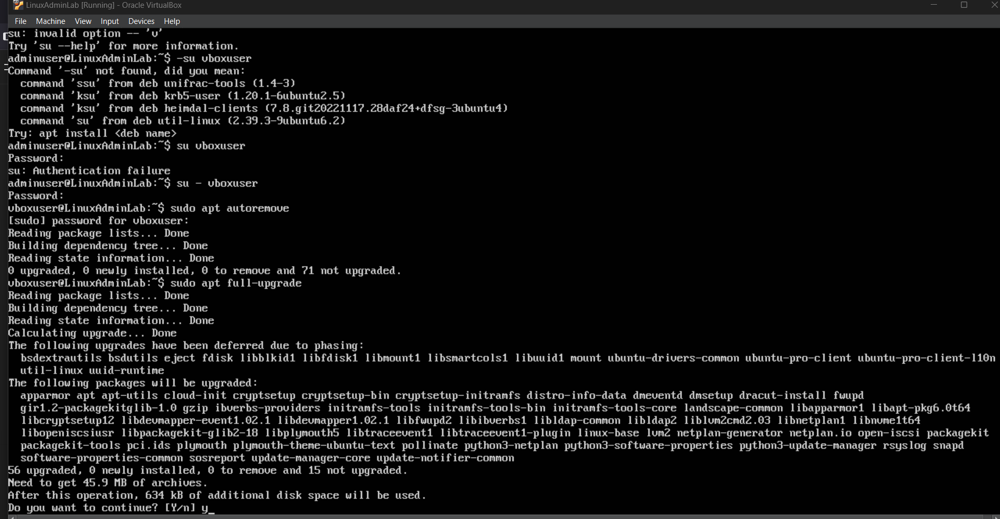 LinuxAdminLab [Running] - Oracle VirtualBox
File Machine View Input Devices Help
su: invalid option -- 'v'
Try 'su --help' for more information.
adminuser@LinuxAdminLab:~$ -su vboxuser
Command '-su' not found, did you mean:
  command 'ssu' from deb unifrac-tools (1.4-3)
  command 'ksu' from deb krb5-user (1.20.1-6ubuntu2.5)
  command 'ksu' from deb heimdal-clients (7.8.git20221117.28daf24+dfsg-3ubuntu4)
  command 'su' from deb util-linux (2.39.3-9ubuntu6.2)
Try: apt install <deb name>
adminuser@LinuxAdminLab:~$ su vboxuser
Password:
su: Authentication failure
adminuser@LinuxAdminLab:~$ su - vboxuser
Password:
vboxuser@LinuxAdminLab:~$ sudo apt autoremove
[sudo] password for vboxuser:
Reading package lists... Done
Building dependency tree... Done
Reading state information... Done
0 upgraded, 0 newly installed, 0 to remove and 71 not upgraded.
vboxuser@LinuxAdminLab:~$ sudo apt full-upgrade
Reading package lists... Done
Building dependency tree... Done
Reading state information... Done
Calculating upgrade... Done
The following upgrades have been deferred due to phasing:
  bsdextrautils bsdutils eject fdisk libblkid1 libfdisk1 libmount1 libsmartcols1 libuuid1 mount ubuntu-drivers-common ubuntu-pro-client ubuntu-pro-client-l10n
  util-linux uuid-runtime
The following packages will be upgraded:
  apparmor apt apt-utils cloud-init cryptsetup cryptsetup-bin cryptsetup-initramfs distro-info-data dmeventd dmsetup dracut-install fwupd
  gir1.2-packagekitglib-1.0 gzip ibverbs-providers initramfs-tools initramfs-tools-bin initramfs-tools-core landscape-common libapparmor1 libapt-pkg6.0t64
  libcryptsetup12 libdevmapper-event1.02.1 libdevmapper1.02.1 libfwupd2 libibverbs1 libldap-common libldap2 liblvm2cmd2.03 libnetplan1 libnvme1t64
  libopeniscsiusr libpackagekit-glib2-18 libplymouth5 libtraceevent1 libtraceevent1-plugin linux-base lvm2 netplan-generator netplan.io open-iscsi packagekit
  packagekit-tools pci.ids plymouth plymouth-theme-ubuntu-text pollinate python3-netplan python3-software-properties python3-update-manager rsyslog snapd
  software-properties-common sosreport update-manager-core update-notifier-common
56 upgraded, 0 newly installed, 0 to remove and 15 not upgraded.
Need to get 45.9 MB of archives.
After this operation, 634 kB of additional disk space will be used.
Do you want to continue? [Y/n] y_